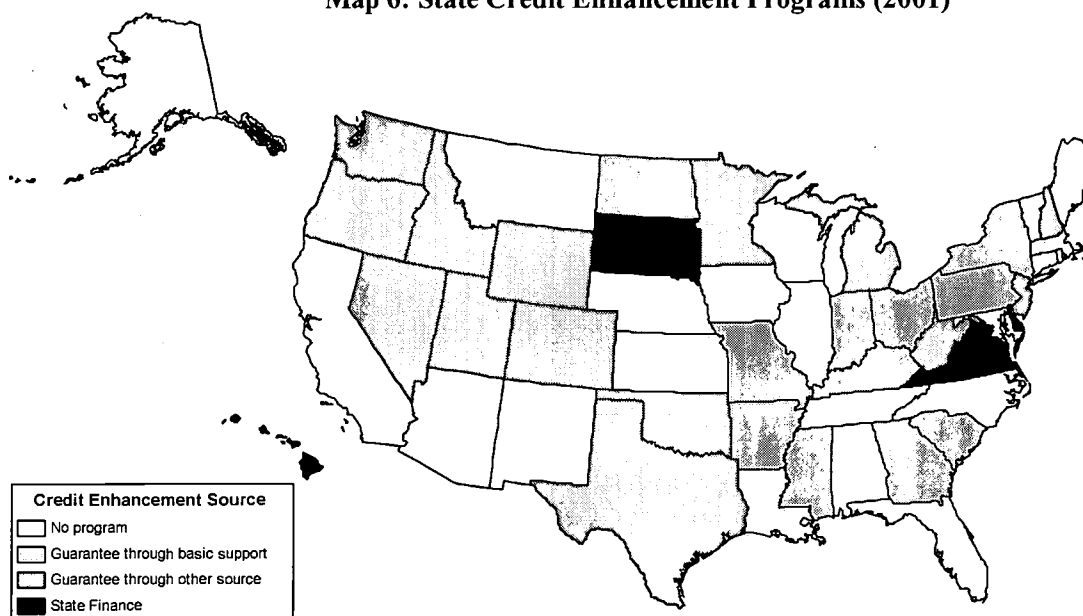 Map 6: State Credit Enhancement Programs (2001)
Credit Enhancement Source
No program
Guarantee through basic support
Guarantee through other source
State Finance